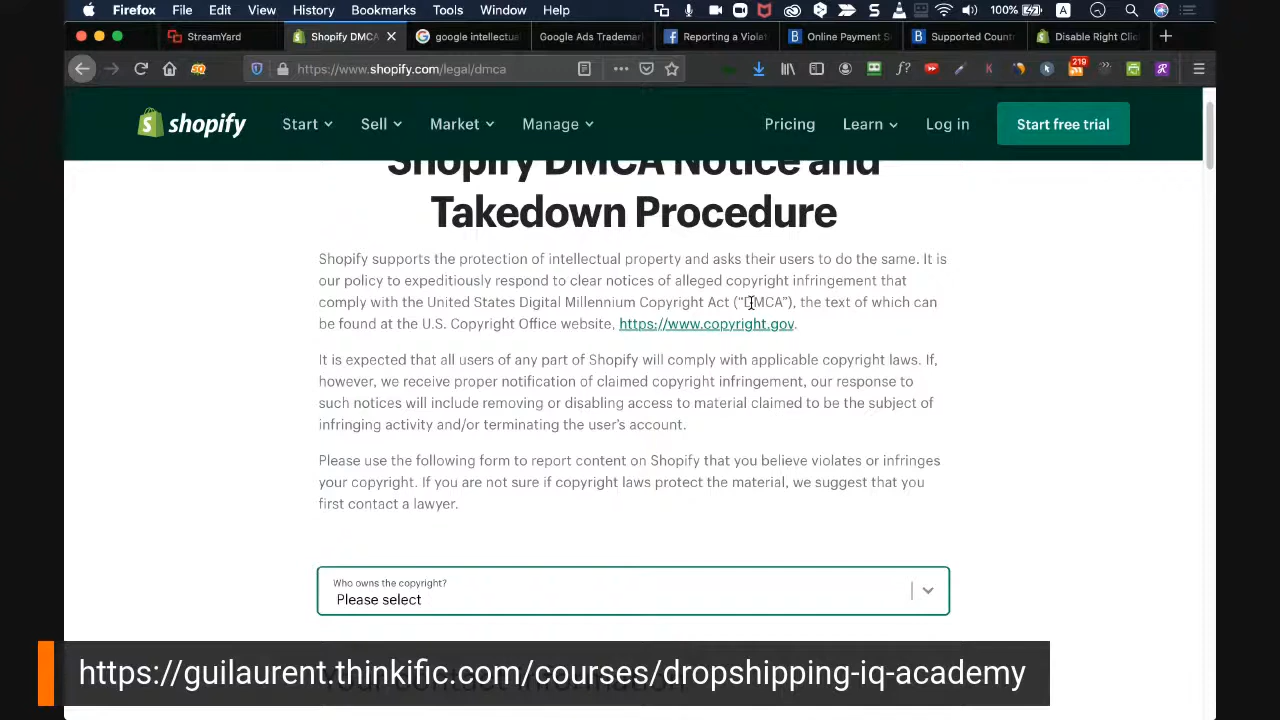 Firefox File Edit View History Bookmarks Tools Window Help 100% A
StreamYard Shopify DMCA google intellectual Google Ads Trademar Reporting a Violat Online Payment S Supported Countr Disable Right Clic
https://www.shopify.com/legal/dmca 219
shopify Start Sell Market Manage Pricing Learn Log in Start free trial
Shopify DMCA Notice and
Takedown Procedure
Shopify supports the protection of intellectual property and asks their users to do the same. It is
our policy to expeditiously respond to clear notices of alleged copyright infringement that
comply with the United States Digital Millennium Copyright Act (“DMCA”), the text of which can
be found at the U.S. Copyright Office website, https://www.copyright.gov.
It is expected that all users of any part of Shopify will comply with applicable copyright laws. If,
however, we receive proper notification of claimed copyright infringement, our response to
such notices will include removing or disabling access to material claimed to be the subject of
infringing activity and/or terminating the user’s account.
Please use the following form to report content on Shopify that you believe violates or infringes
your copyright. If you are not sure if copyright laws protect the material, we suggest that you
first contact a lawyer.
Who owns the copyright?
Please select
https://guilaurent.thinkific.com/courses/dropshipping-iq-academy